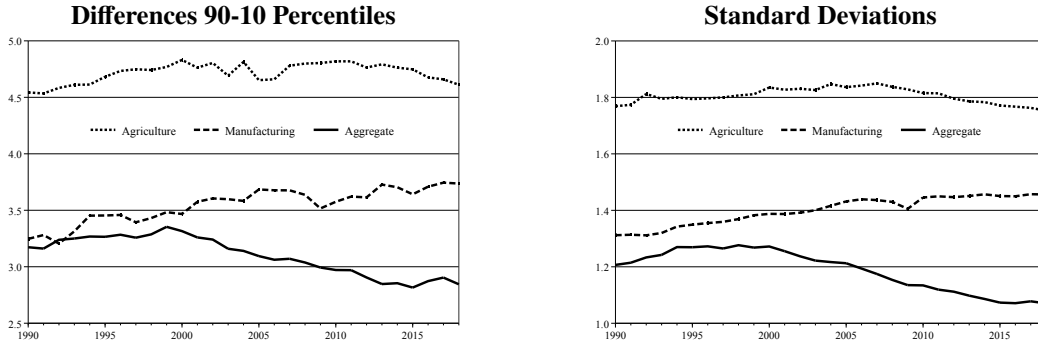 Differences 90-10 Percentiles
5.0
4.5
Agriculture Manufacturing Aggregate
4.0
3.5
3.0
2.5
1990 1995 2000 2005 2010 2015
Standard Deviations
2.0
1.8
Agriculture Manufacturing Aggregate
1.6
1.4
1.2
1.0
1990 1995 2000 2005 2010 2015